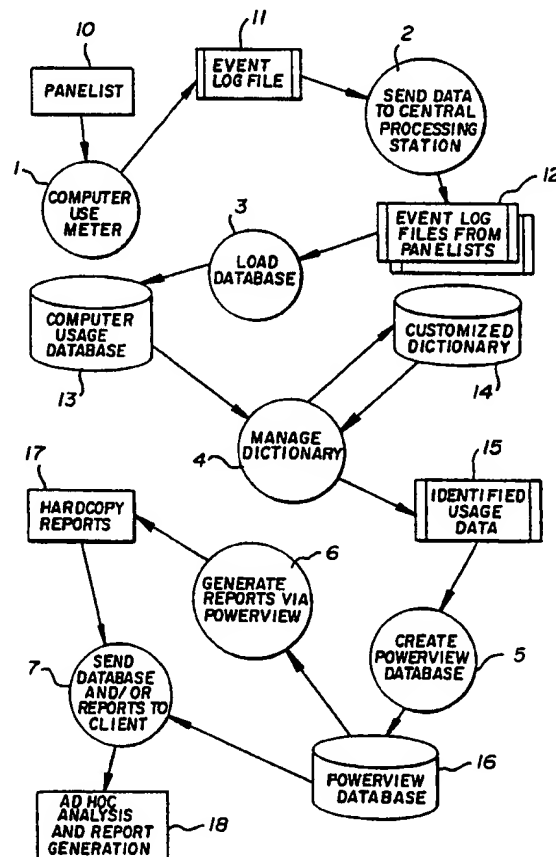 10
PANELIST
11
EVENT
LOG FILE
2
SEND DATA
TO CENTRAL
PROCESSING
STATION
1
COMPUTER
USE
METER
12
EVENT LOG
FILES FROM
PANELISTS
3
LOAD
DATABASE
COMPUTER
USAGE
DATABASE
13
CUSTOMIZED
DICTIONARY
14
MANAGE
DICTIONARY
4
15
IDENTIFIED
USAGE
DATA
17
HARDCOPY
REPORTS
6
GENERATE
REPORTS VIA
POWERVIEW
CREATE
POWERVIEW
DATABASE
5
7
SEND
DATABASE
AND/OR
REPORTS TO
CLIENT
POWERVIEW
DATABASE
16
AD HOC
ANALYSIS
AND REPORT
GENERATION
18